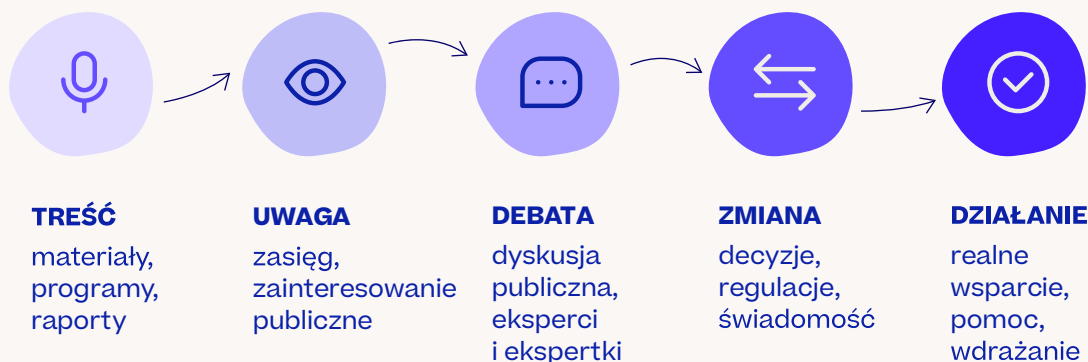 TREŚĆ
materiały,
programy,
raporty
UWAGA
zasięg,
zainteresowanie
publiczne
DEBATA
dyskusja
publiczna,
eksperci
i ekspertki
ZMIANA
decyzje,
regulacje,
świadomość
DZIAŁANIE
realne
wsparcie,
pomoc,
wdrażanie